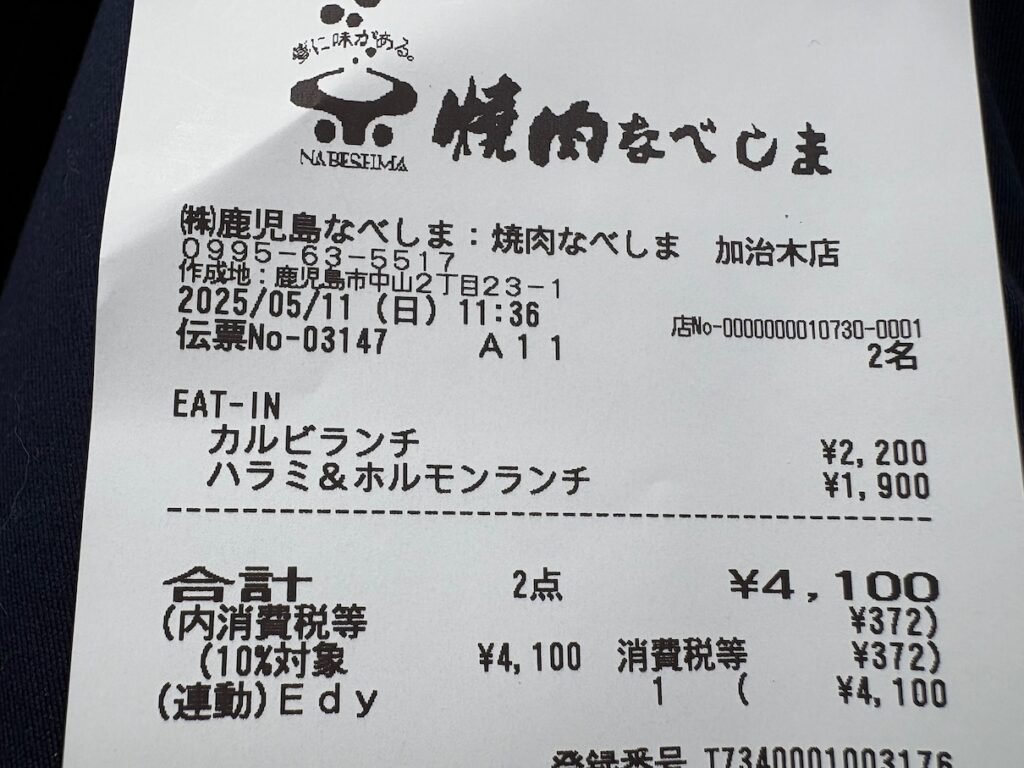 夢に味がある。
NABESHIMA
焼肉なべしま
㈱鹿児島なべしま：焼肉なべしま 加治木店
0995-63-5517
作成地：鹿児島市中山2丁目23-1
2025/05/11 (日) 11:36
店No-0000000010730-0001
伝票No-03147 A11 2名
EAT-IN
カルビランチ ¥2,200
ハラミ&ホルモンランチ ¥1,900
合計 2点 ¥4,100
(内消費税等 ¥372)
(10%対象 ¥4,100 消費税等 ¥372)
(連動)Edy 1 ( ¥4,100
登録番号 T7340001003176